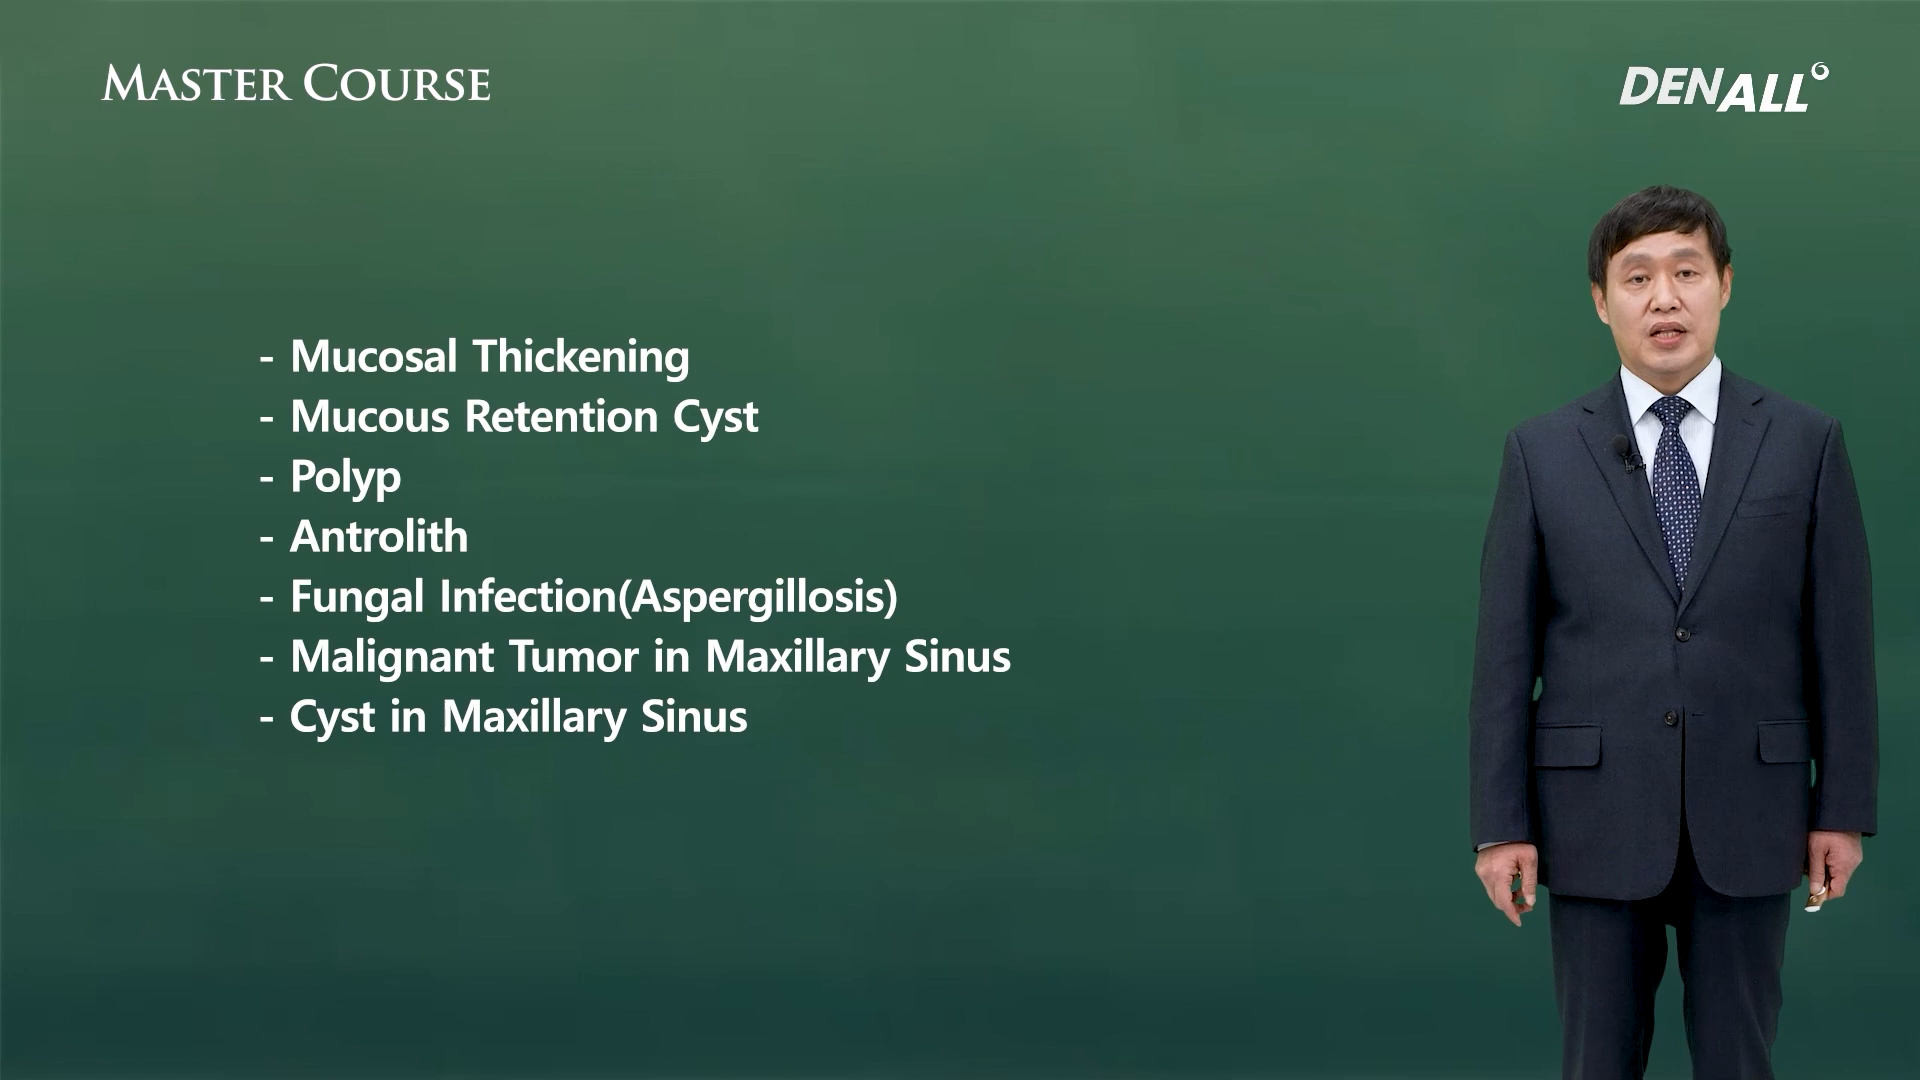 MASTER COURSE
DENALL
- Mucosal Thickening
- Mucous Retention Cyst
- Polyp
- Antrolith
- Fungal Infection(Aspergillosis)
- Malignant Tumor in Maxillary Sinus
- Cyst in Maxillary Sinus